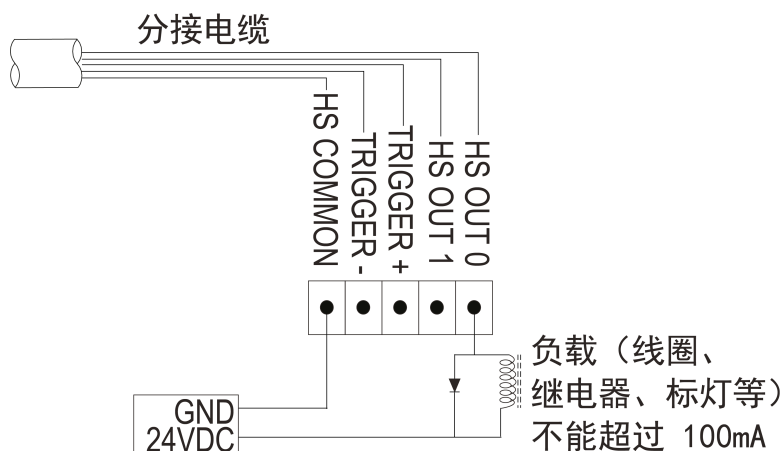 分接电缆
HS COMMON
TRIGGER -
TRIGGER +
HS OUT 1
HS OUT 0
负载（线圈、
继电器、标灯等）
不能超过 100mA
GND
24VDC